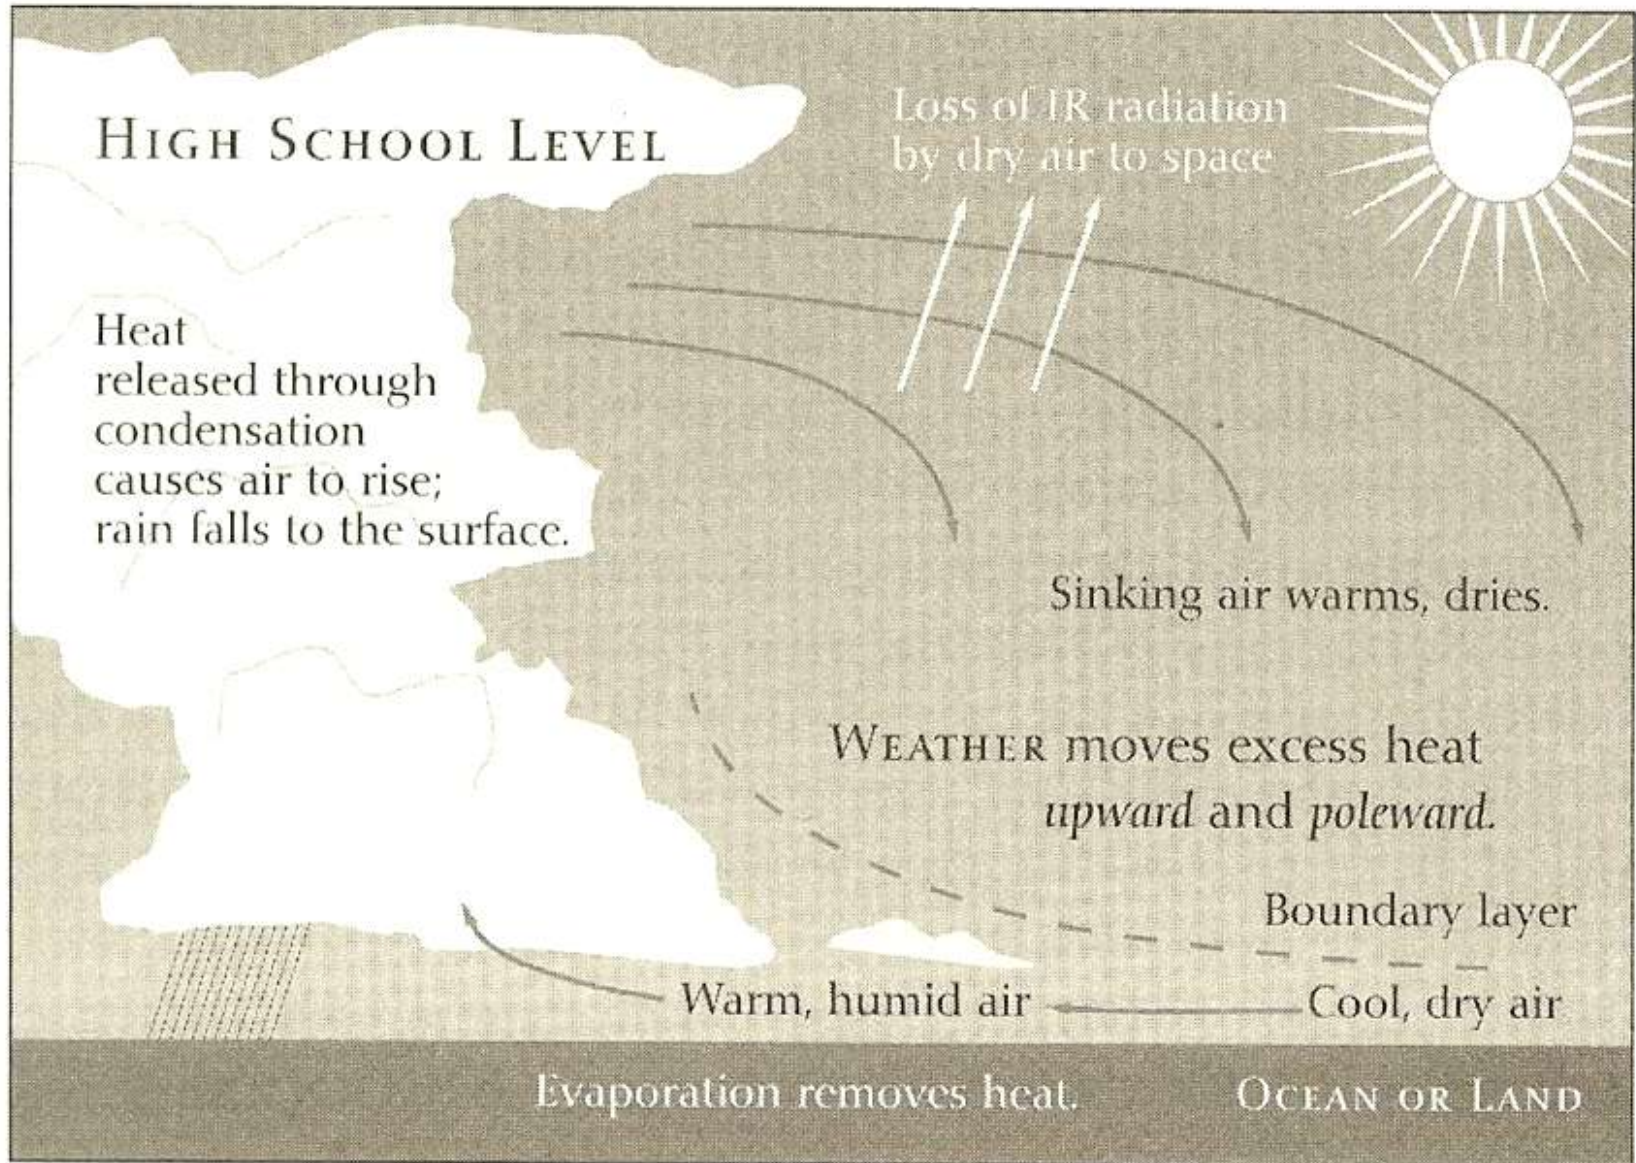 HIGH SCHOOL LEVEL
Loss of IR radiation
by dry air to space
Heat
released through
condensation
causes air to rise;
rain falls to the surface.
Sinking air warms, dries.
WEATHER moves excess heat
upward and poleward.
Boundary layer
Warm, humid air
Cool, dry air
Evaporation removes heat.
OCEAN OR LAND